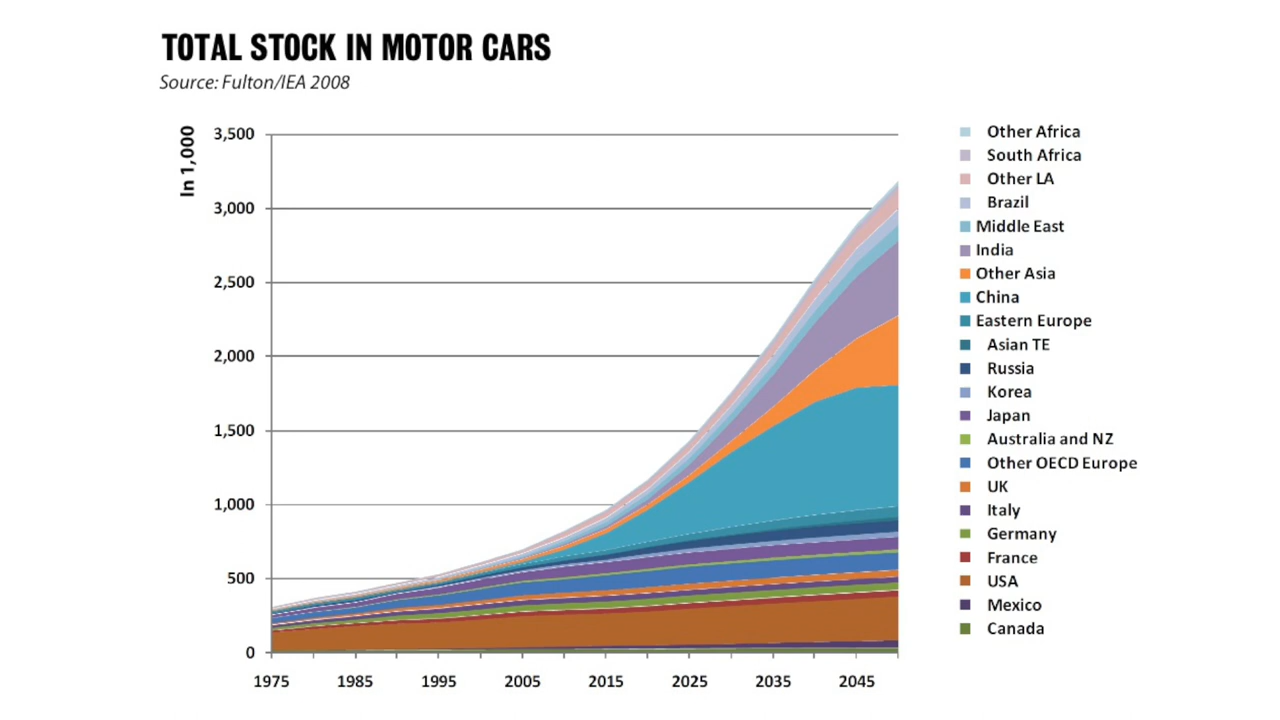 TOTAL STOCK IN MOTOR CARS
Source: Fulton/IEA 2008
In 1,000
3,500
3,000
2,500
2,000
1,500
1,000
500
0
1975
1985
1995
2005
2015
2025
2035
2045
Other Africa
South Africa
Other LA
Brazil
Middle East
India
Other Asia
China
Eastern Europe
Asian TE
Russia
Korea
Japan
Australia and NZ
Other OECD Europe
UK
Italy
Germany
France
USA
Mexico
Canada